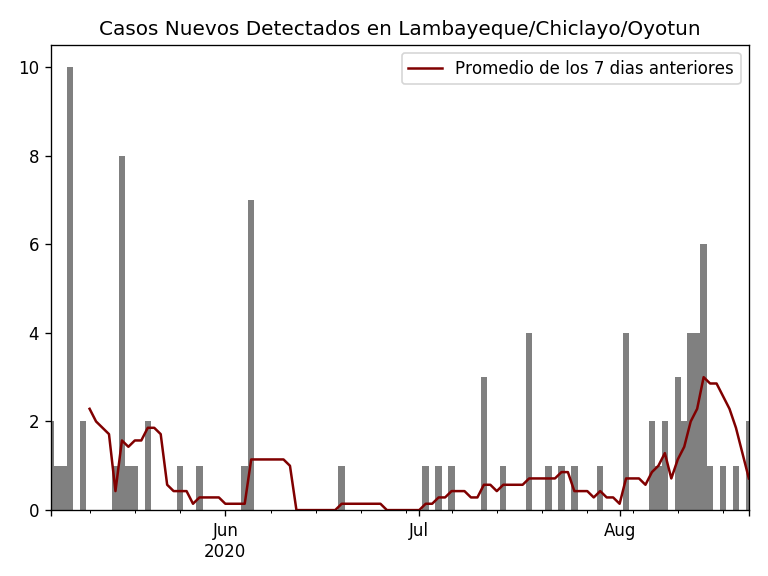 Casos Nuevos Detectados en Lambayeque/Chiclayo/Oyotun
Promedio de los 7 dias anteriores
10
8
6
4
2
0
Jun Jul Aug
2020